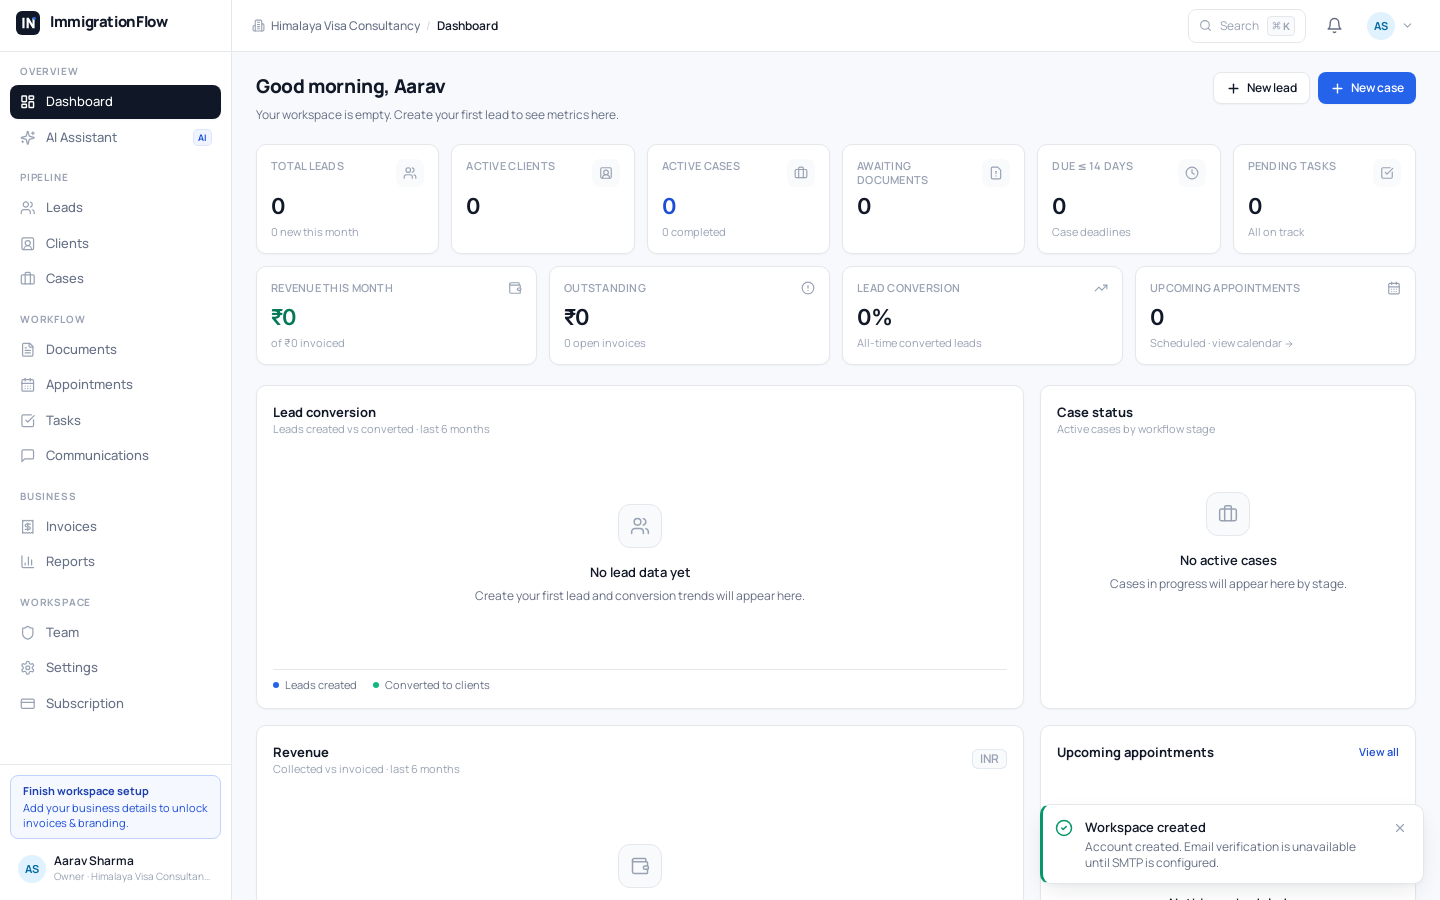 IN
ImmigrationFlow
OVERVIEW
Dashboard
AI Assistant
AI
PIPELINE
Leads
Clients
Cases
WORKFLOW
Documents
Appointments
Tasks
Communications
BUSINESS
Invoices
Reports
WORKSPACE
Team
Settings
Subscription
Finish workspace setup
Add your business details to unlock
invoices & branding.
AS
Aarav Sharma
Owner · Himalaya Visa Consultan...
Himalaya Visa Consultancy / Dashboard
Search ⌘ K
AS
Good morning, Aarav
Your workspace is empty. Create your first lead to see metrics here.
New lead
New case
TOTAL LEADS
0
0 new this month
ACTIVE CLIENTS
0
ACTIVE CASES
0
0 completed
AWAITING
DOCUMENTS
0
DUE ≤ 14 DAYS
0
Case deadlines
PENDING TASKS
0
All on track
REVENUE THIS MONTH
₹0
of ₹0 invoiced
OUTSTANDING
₹0
0 open invoices
LEAD CONVERSION
0%
All-time converted leads
UPCOMING APPOINTMENTS
0
Scheduled · view calendar →
Lead conversion
Leads created vs converted · last 6 months
No lead data yet
Create your first lead and conversion trends will appear here.
Leads created
Converted to clients
Case status
Active cases by workflow stage
No active cases
Cases in progress will appear here by stage.
Revenue
Collected vs invoiced · last 6 months
INR
Upcoming appointments
View all
Workspace created
Account created. Email verification is unavailable
until SMTP is configured.